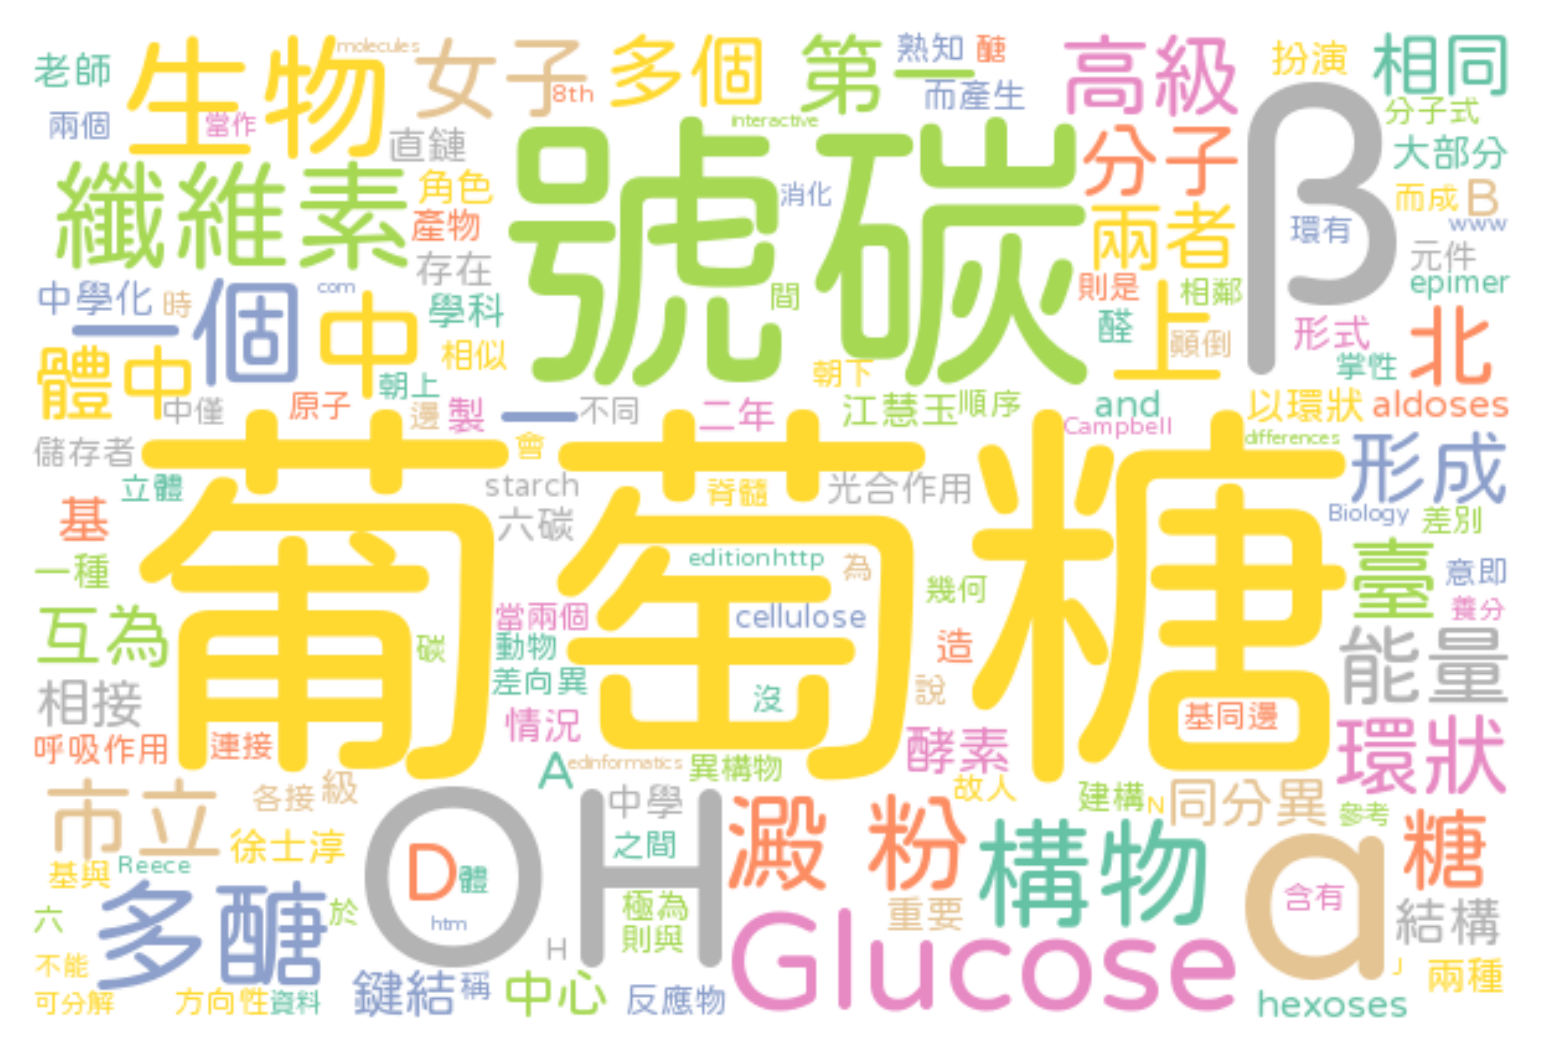 老師
生物
molecules
女子
8th
多個
第一
熟知
醣
而產生
高級
扮演
相同
兩個
當作
直鏈
interactive
分子式
纖維素
角色
產物
存在
號碳
消化
分子
兩者
β
大部分
而成
B
www
環有
元件
epimer
中學化
時
一個
com
中
學科
間
則是
相鄰
上
醛
顚倒
形式
掌性
北
體中
相似
朝上
朝下
中僅
原子
邊
製
一
不同
二年
江慧玉
順序
and
Campbell
以環狀
aldoses
儲存者
會
differences
形成
立體
葡萄糖
starch
脊髓
光合作用
基
六碳
Biology
差別
一種
editionhttp
為
幾何
臺
意即
養分
互為
碳
當兩個
動物
cellulose
造
能量
相接
差向異
沒
說
基同邊
呼吸作用
連接
情況
酵素
環狀
A
edinformatics
異構物
市立
各接
級
中學
故人
建構
N
同分異
參考
徐士淳
OH
之間
澱粉
構物
糖
基與
Reece
D
體
a
含有
多醣
於
極為
重要
結構
六
htm
則與
H
Glucose
不能
J
兩種
可分解
方向性
資料
鍵結
稱
中心
反應物
hexoses